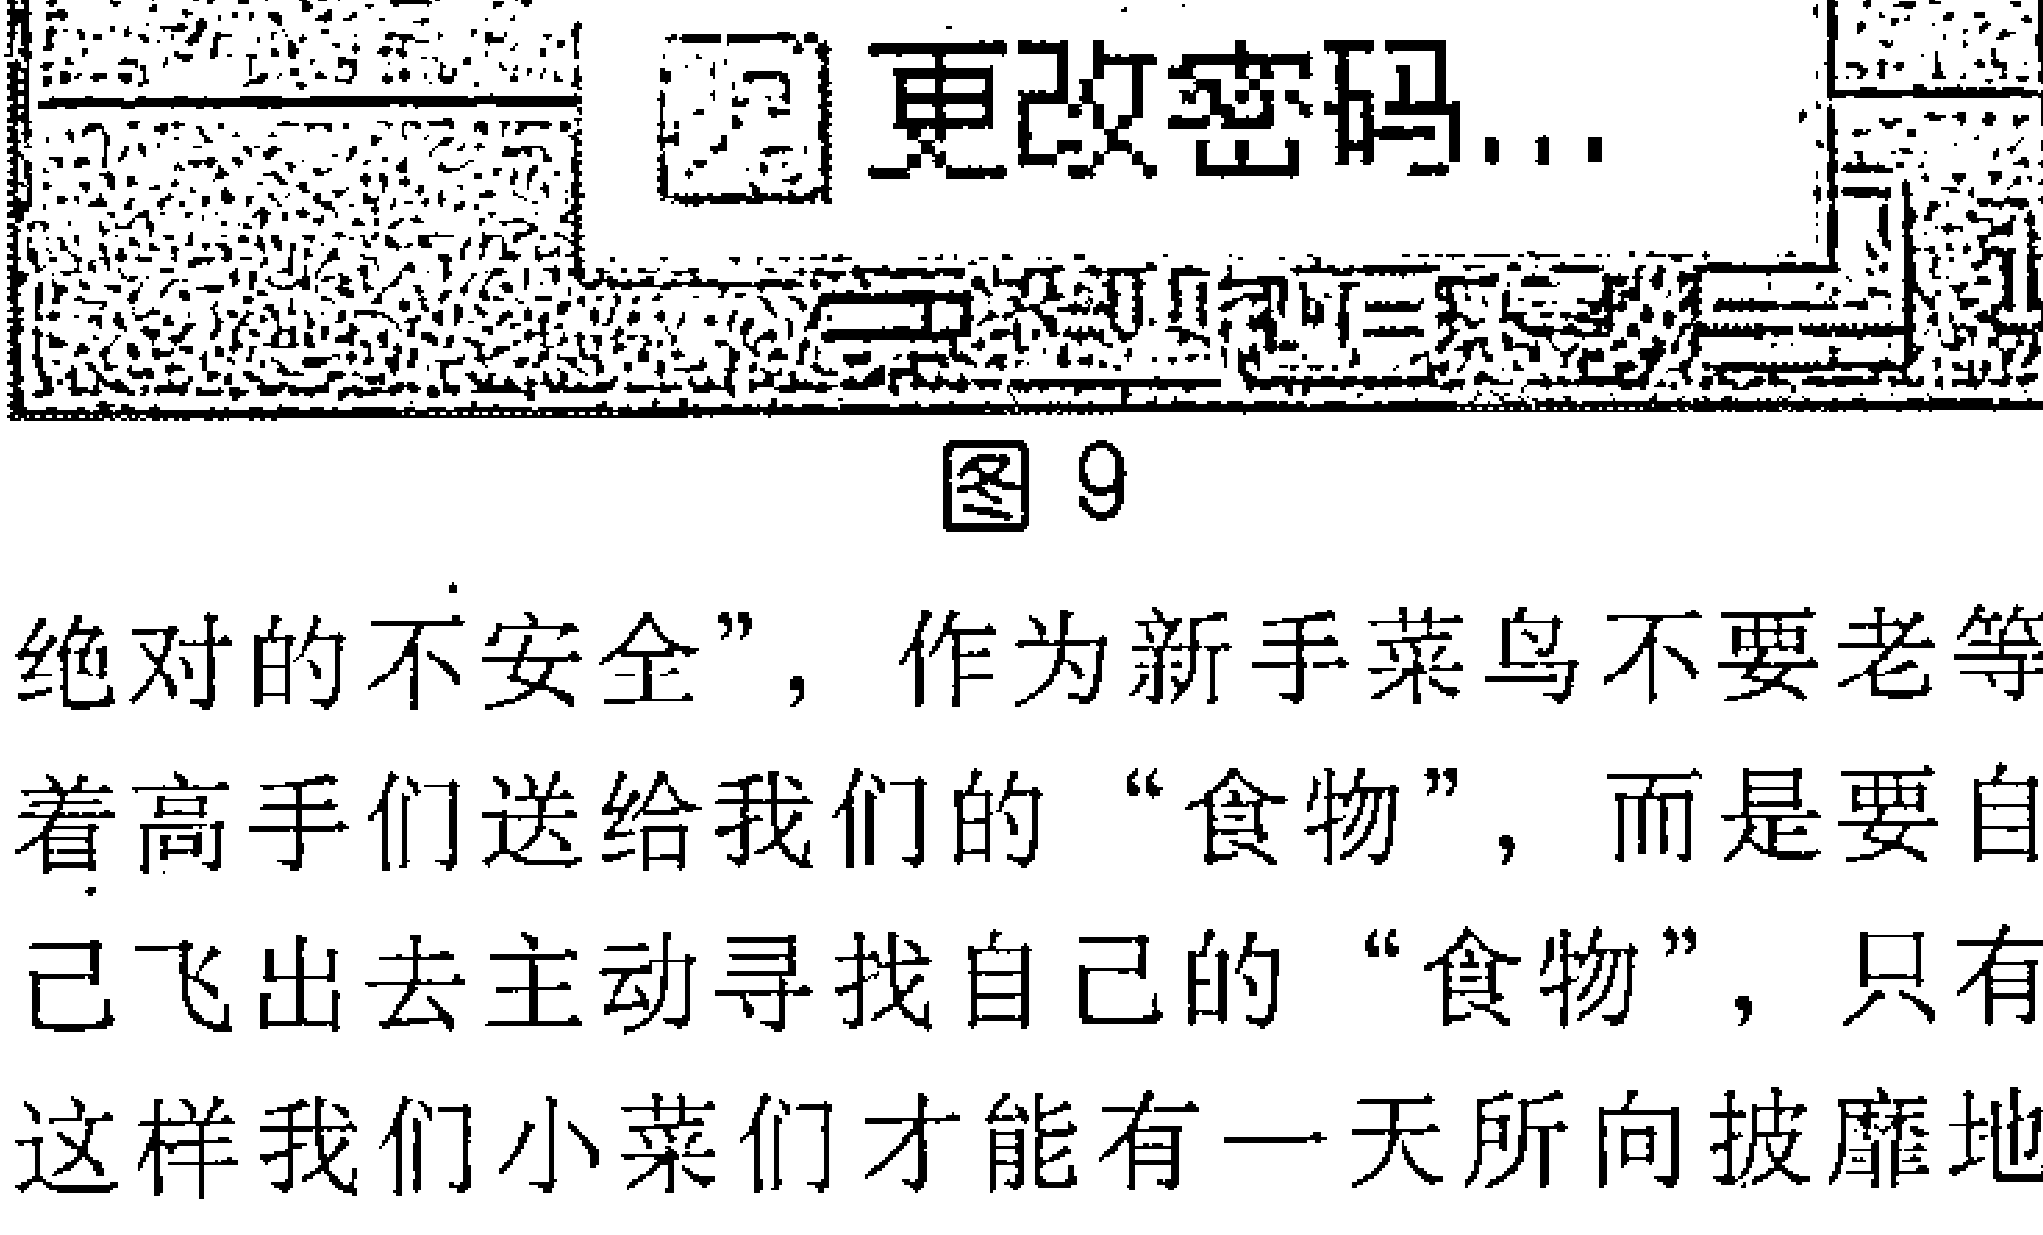 更改密码...
图 9
绝对的不安全”，作为新手菜鸟不要老等
着高手们送给我们的“食物”，而是要自
己飞出去主动寻找自己的“食物”，只有
这样我们小菜们才能有一天所向披靡地